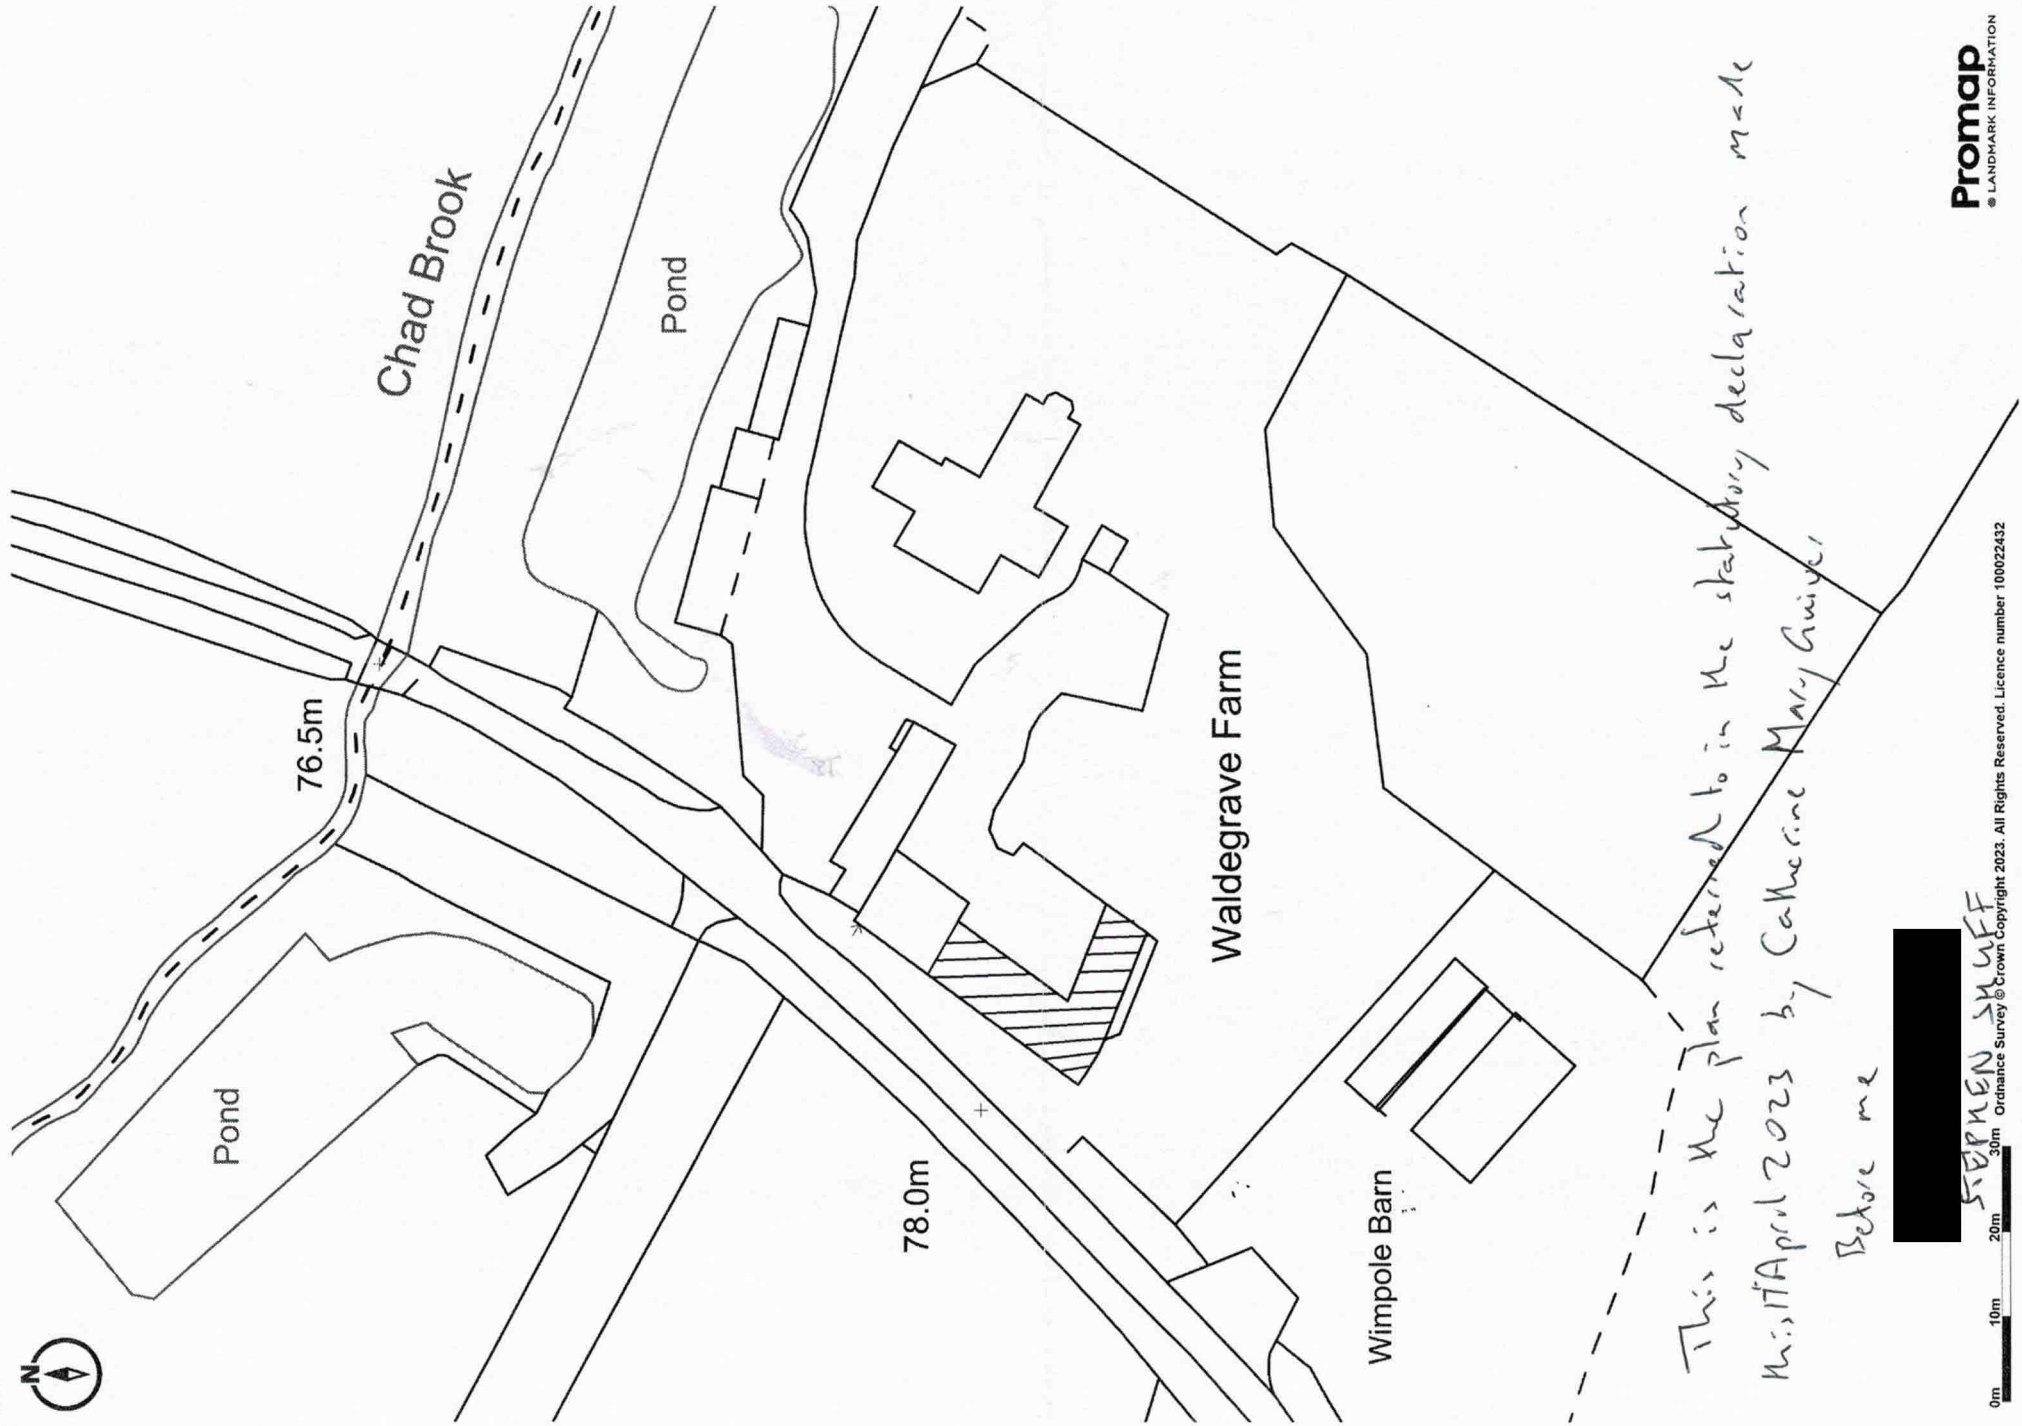 N
Chad Brook
Pond
76.5m
Pond
78.0m
Waldegrave Farm
Wimpole Barn
This is the plan referred to in the statutory declaration made
this 17 April 2023 by Catherine Mary Guiver
Before me
STEPHEN
0m 10m 20m 30m
Ordnance Survey © Crown Copyright 2023. All Rights Reserved. Licence number 100022432
Promap
© LANDMARK INFORMATION